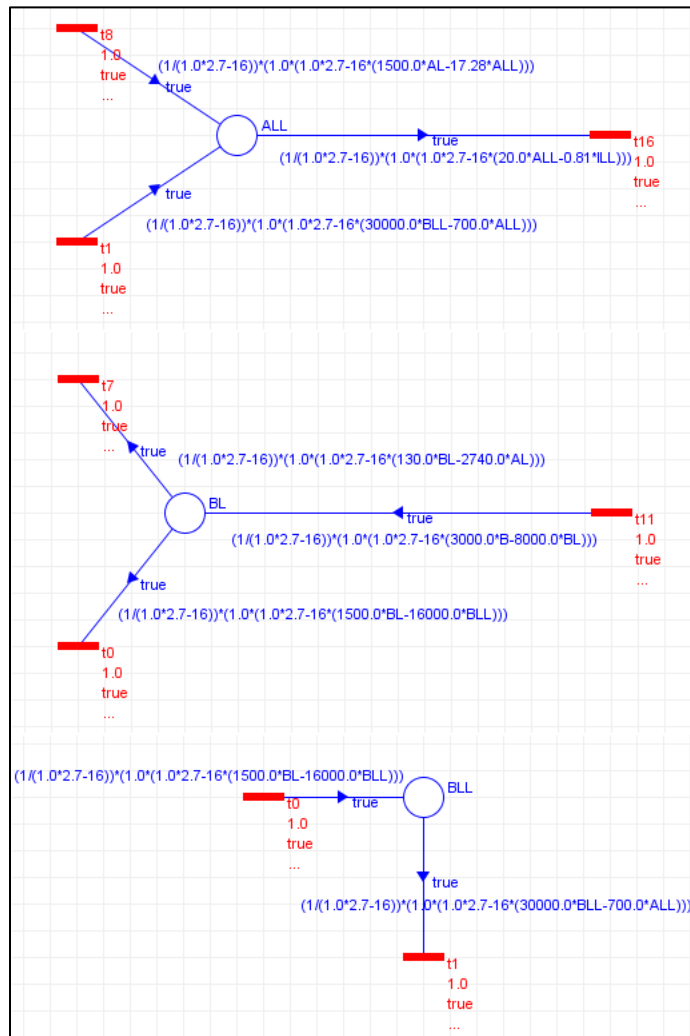 t8
1.0
true
...
(1/(1.0*2.7-16))*(1.0*(1.0*2.7-16*(1500.0*AL-17.28*ALL)))
true
ALL
true
t16
1.0
true
...
(1/(1.0*2.7-16))*(1.0*(1.0*2.7-16*(20.0*ALL-0.81*ILL)))
true
(1/(1.0*2.7-16))*(1.0*(1.0*2.7-16*(30000.0*BLL-700.0*ALL)))
t1
1.0
true
...
t7
1.0
true
...
true
(1/(1.0*2.7-16))*(1.0*(1.0*2.7-16*(130.0*BL-2740.0*AL)))
BL
true
t11
1.0
true
...
(1/(1.0*2.7-16))*(1.0*(1.0*2.7-16*(3000.0*B-8000.0*BL)))
true
(1/(1.0*2.7-16))*(1.0*(1.0*2.7-16*(1500.0*BL-16000.0*BLL)))
t0
1.0
true
...
(1/(1.0*2.7-16))*(1.0*(1.0*2.7-16*(1500.0*BL-16000.0*BLL)))
BLL
t0
true
1.0
true
...
true
(1/(1.0*2.7-16))*(1.0*(1.0*2.7-16*(30000.0*BLL-700.0*ALL)))
t1
1.0
true
...